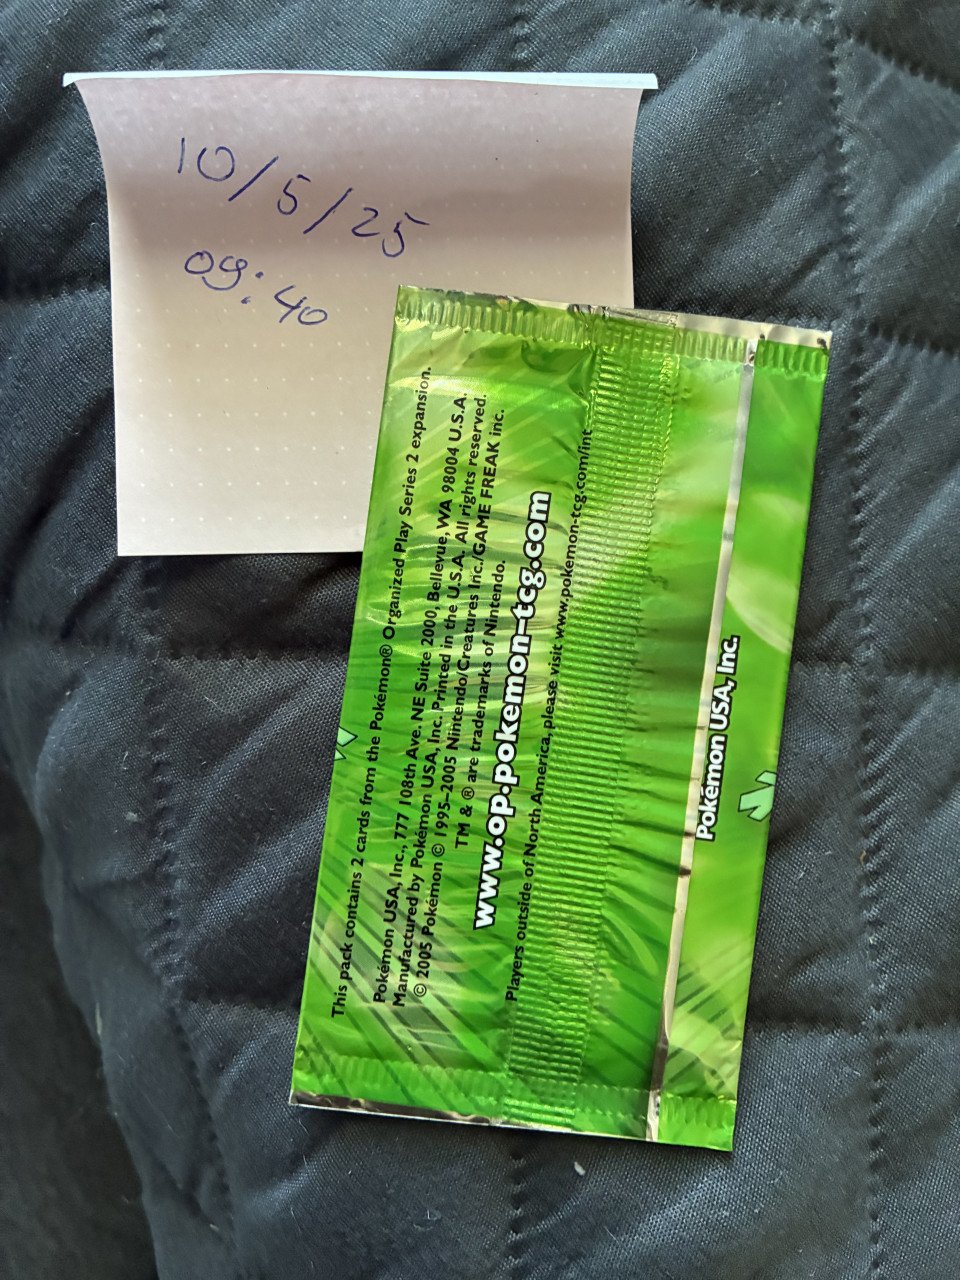 10/5/25
09:40
This pack contains 2 cards from the Pokémon® Organized Play Series 2 expansion.
Pokémon USA, Inc., 777 108th Ave. NE Suite 2000, Bellevue, WA 98004 U.S.A.
Manufactured by Pokémon USA, Inc. Printed in the U.S.A. All rights reserved.
© 2005 Pokémon © 1995–2005 Nintendo/Creatures Inc./GAME FREAK inc.
TM & ® are trademarks of Nintendo.
www.op.pokemon-tcg.com
Players outside of North America, please visit www.pokemon-tcg.com/int
Pokémon USA, Inc.